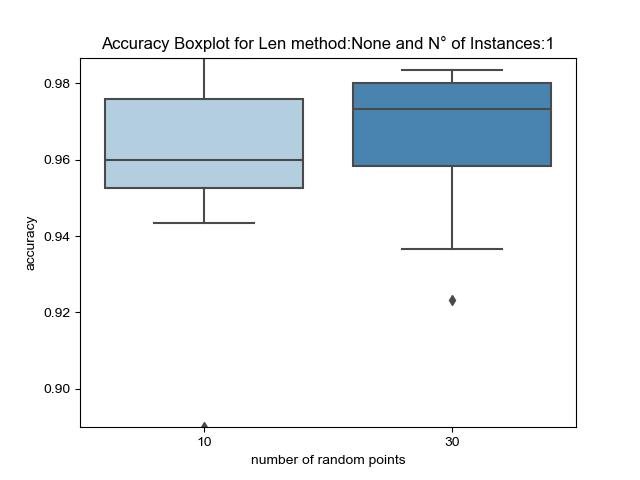 Accuracy Boxplot for Len method:None and N° of Instances:1
accuracy
0.98
0.96
0.94
0.92
0.90
10 30
number of random points